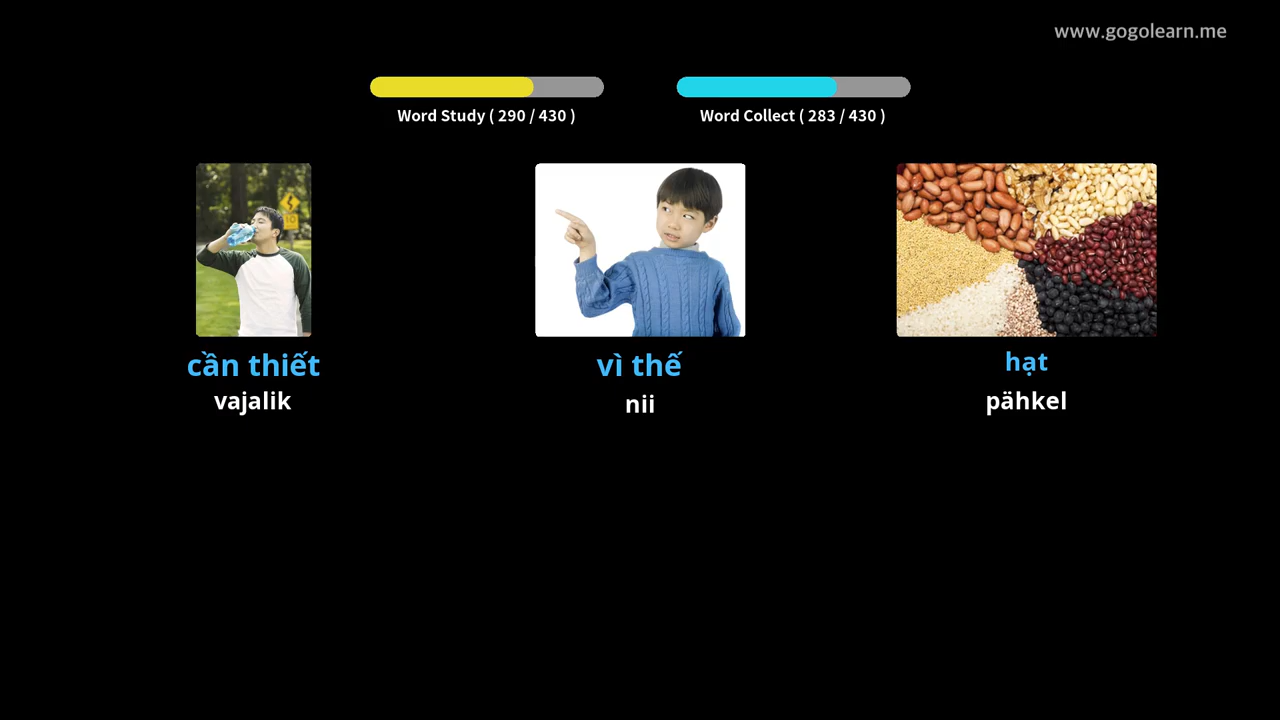 www.gogolearn.me
Word Study ( 290 / 430 )
Word Collect ( 283 / 430 )
cần thiết
vì thế
hạt
vajalik
nii
pähkel